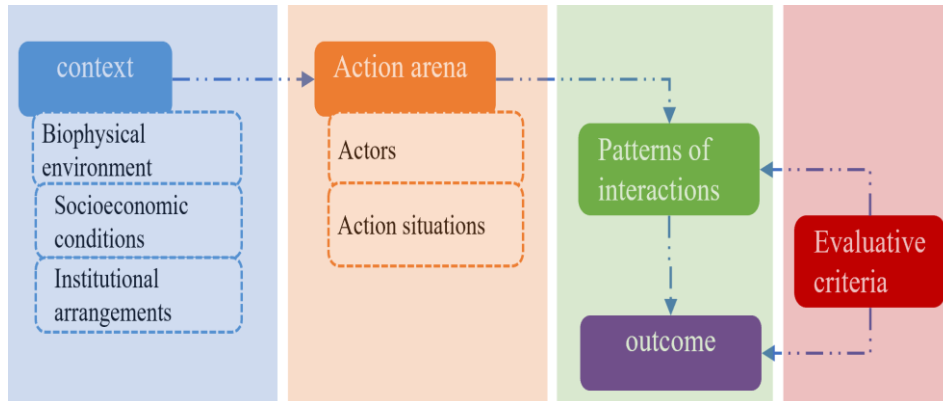 context
Biophysical
environment
Socioeconomic
conditions
Institutional
arrangements
Action arena
Actors
Action situations
Patterns of
interactions
outcome
Evaluative
criteria